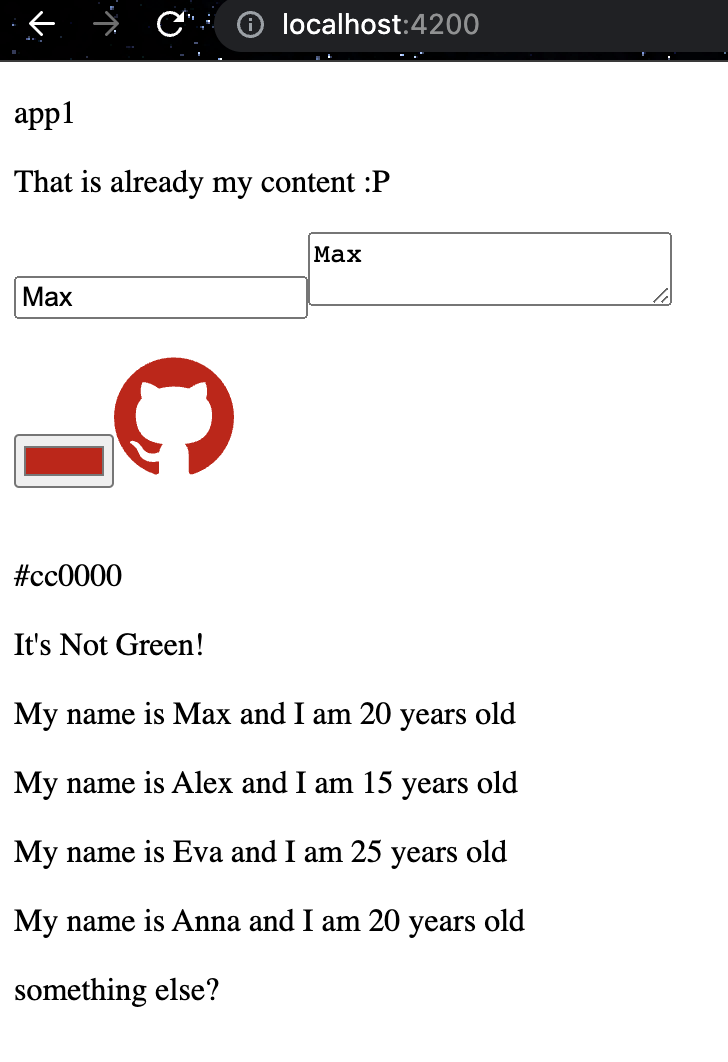 localhost:4200
app1
That is already my content :P
Max
Max
#cc0000
It's Not Green!
My name is Max and I am 20 years old
My name is Alex and I am 15 years old
My name is Eva and I am 25 years old
My name is Anna and I am 20 years old
something else?